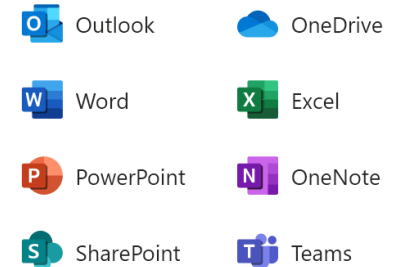 O Outlook OneDrive
W Word X Excel
P PowerPoint N OneNote
S SharePoint T Teams